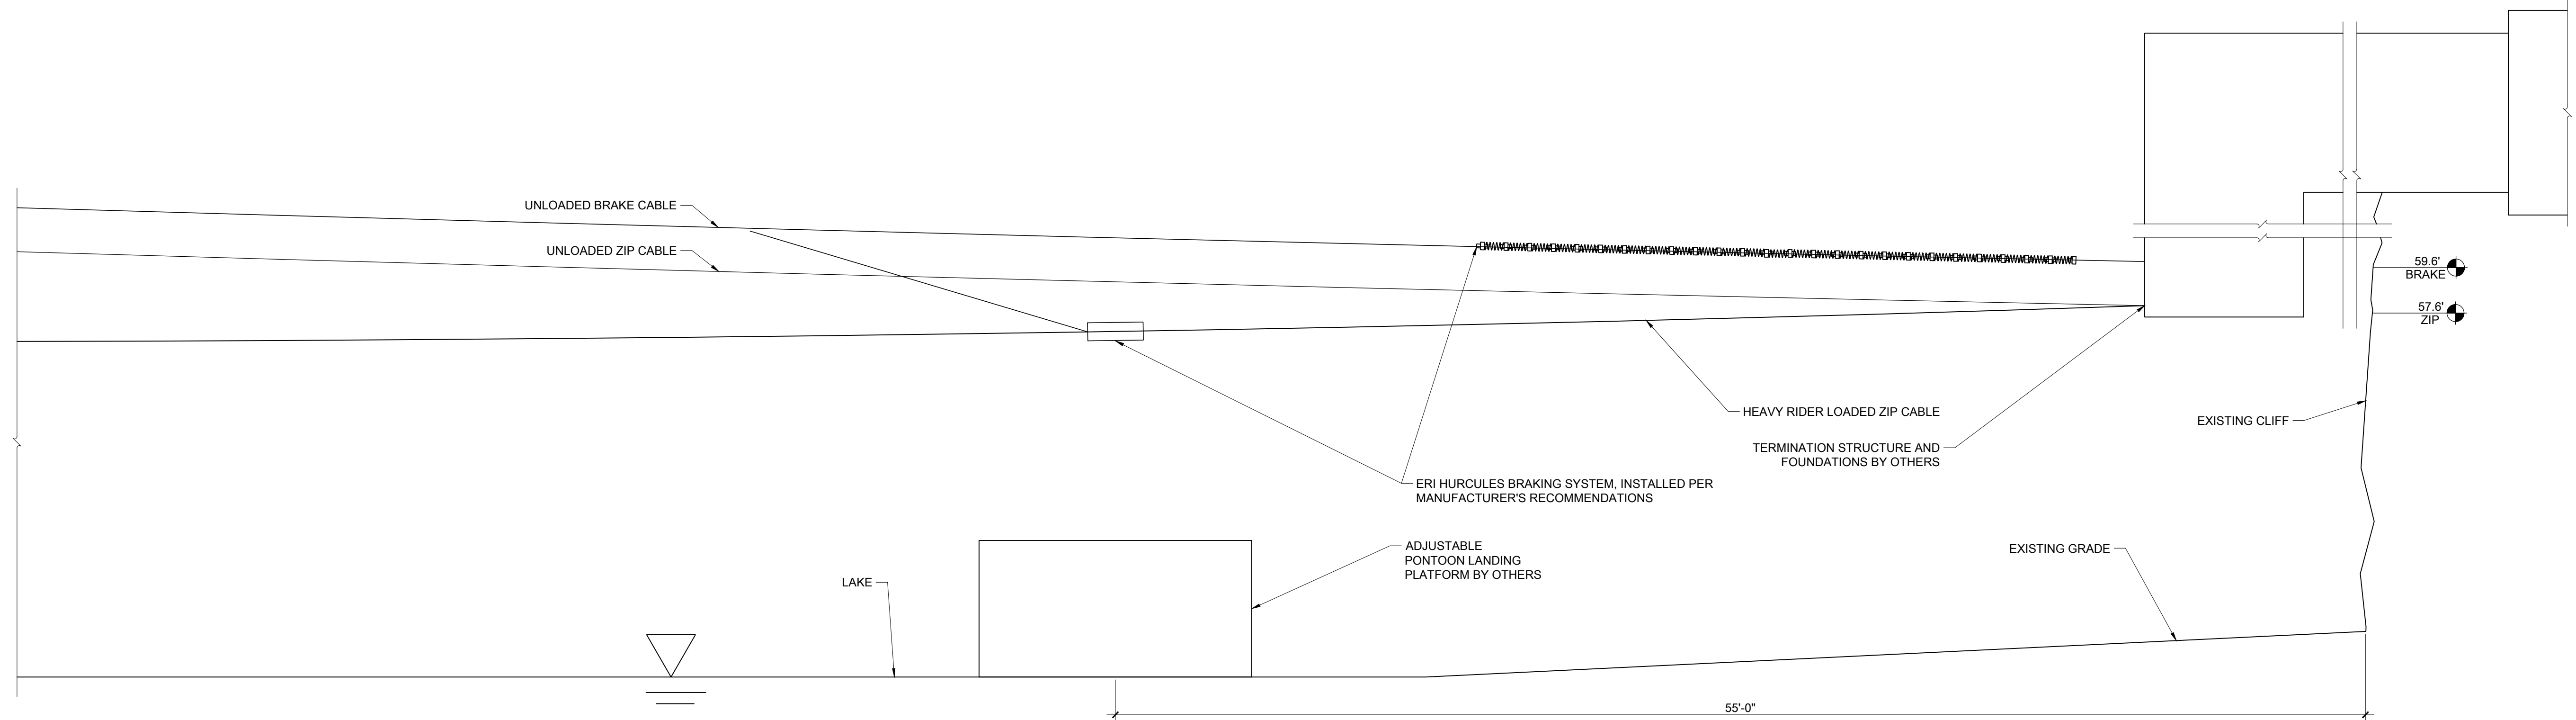 UNLOADED BRAKE CABLE
UNLOADED ZIP CABLE
59.6'
BRAKE
57.6'
ZIP
HEAVY RIDER LOADED ZIP CABLE
EXISTING CLIFF
TERMINATION STRUCTURE AND
FOUNDATIONS BY OTHERS
ERI HURCULES BRAKING SYSTEM, INSTALLED PER
MANUFACTURER'S RECOMMENDATIONS
ADJUSTABLE
PONTOON LANDING
PLATFORM BY OTHERS
EXISTING GRADE
LAKE
55'-0"